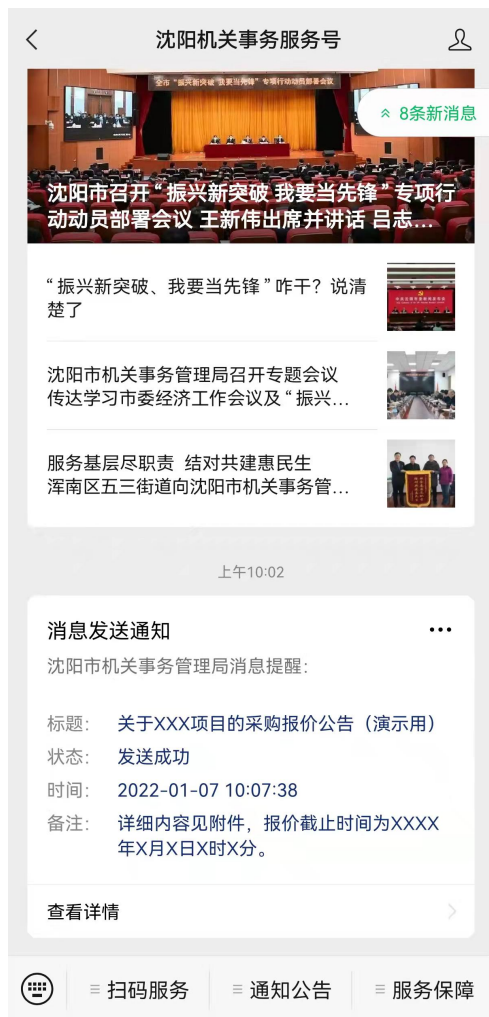 沈阳机关事务服务号
全市“振兴新突破 我要当先锋”专项行动动员部署会议
8条新消息
沈阳市召开“振兴新突破 我要当先锋”专项行
动动员部署会议 王新伟出席并讲话 吕志...
“振兴新突破、我要当先锋”咋干？说清
楚了
沈阳市机关事务管理局召开专题会议
传达学习市委经济工作会议及“振兴...
服务基层尽职责 结对共建惠民生
浑南区五三街道向沈阳市机关事务管...
上午10:02
消息发送通知
沈阳市机关事务管理局消息提醒：
标题： 关于XXX项目的采购报价公告（演示用）
状态： 发送成功
时间： 2022-01-07 10:07:38
备注： 详细内容见附件，报价截止时间为XXXX
年X月X日X时X分。
查看详情
扫码服务 通知公告 服务保障